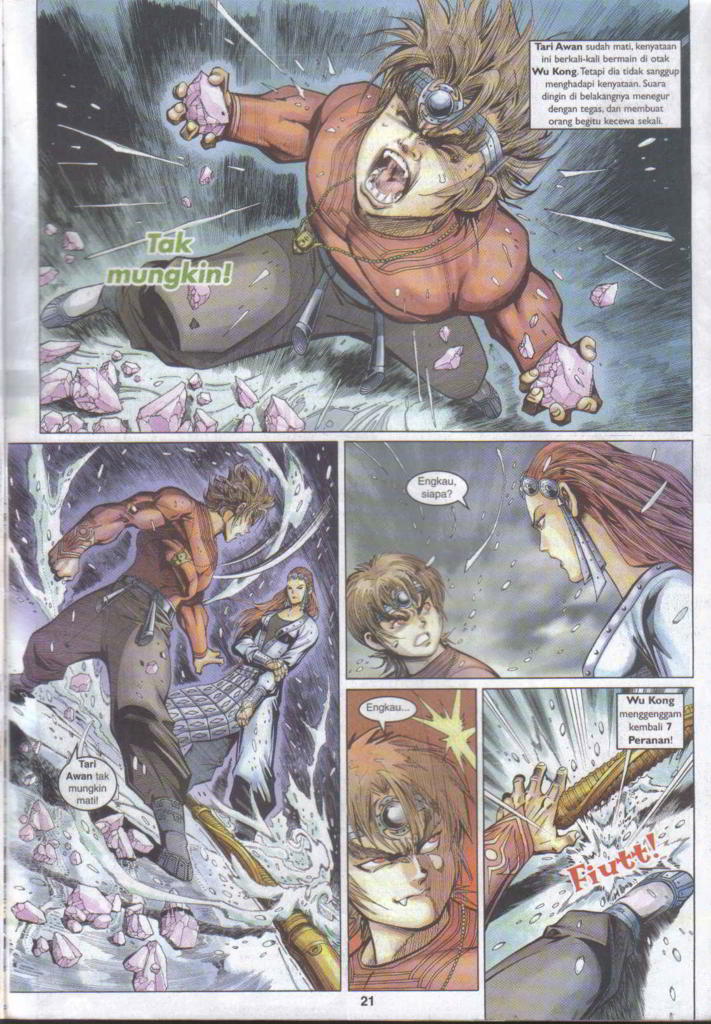 Tari Awan sudah mati, kenyataan
ini berkali-kali bermain di otak
Wu Kong. Tetapi dia tidak sanggup
menghadapi kenyataan. Suara
dingin di belakangnya menegur
dengan tegas, dan membuat
orang begitu kecewa sekali.
Tak
mungkin!
Tari
Awan tak
mungkin
mati!
Engkau,
siapa?
Engkau...
Wu Kong
menggenggam
kembali 7
Peranan!
Fiutt!
21